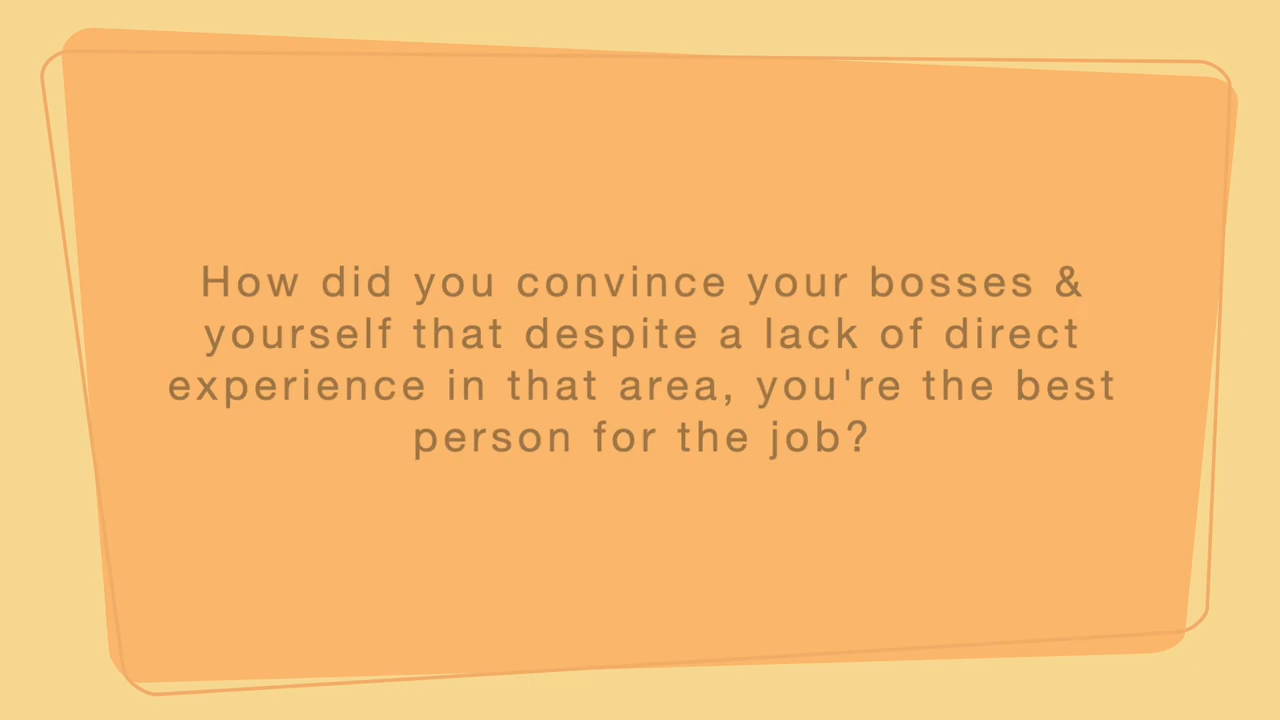 How did you convince your bosses &
yourself that despite a lack of direct
experience in that area, you're the best
person for the job?